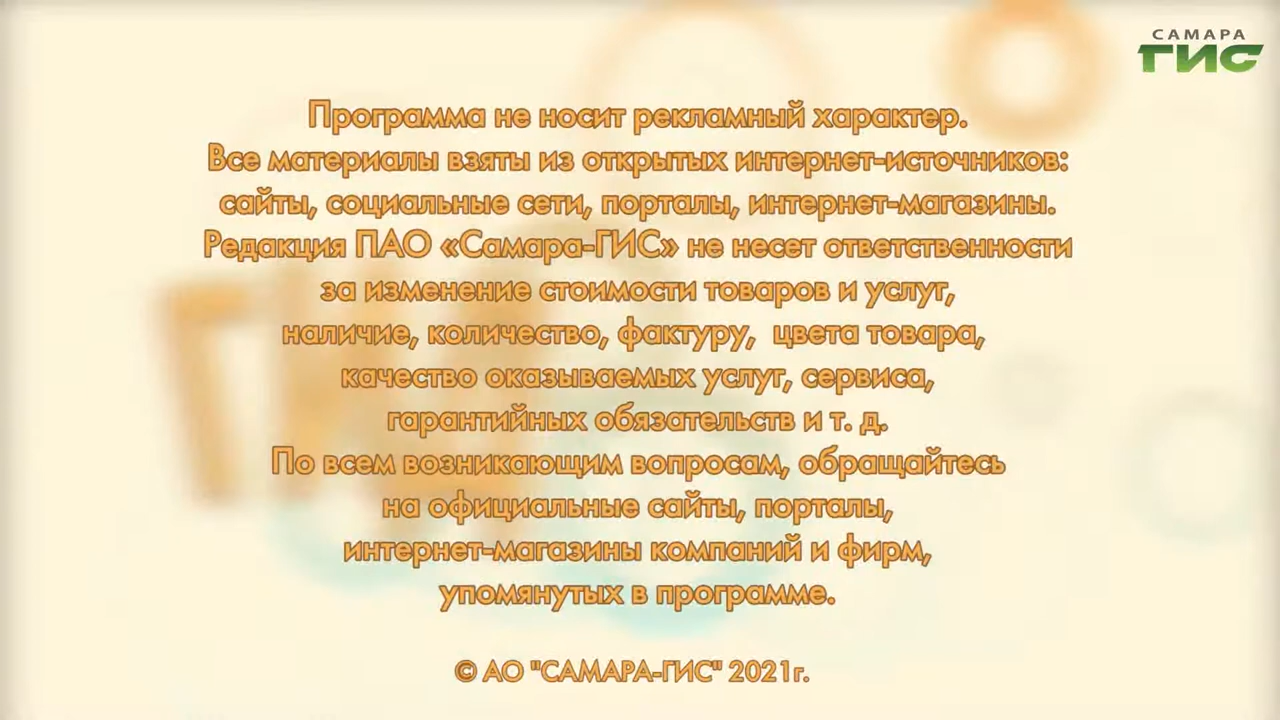 САМАРА
ГИС
Программа не носит рекламный характер.
Все материалы взяты из открытых интернет-источников:
сайты, социальные сети, порталы, интернет-магазины.
Редакция ПАО «Самара-ГИС» не несет ответственности
за изменение стоимости товаров и услуг,
наличие, количество, фактуру, цвета товара,
качество оказываемых услуг, сервиса,
гарантийных обязательств и т. д.
По всем возникающим вопросам, обращайтесь
на официальные сайты, порталы,
интернет-магазины компаний и фирм,
упомянутых в программе.
© АО "САМАРА-ГИС" 2021г.